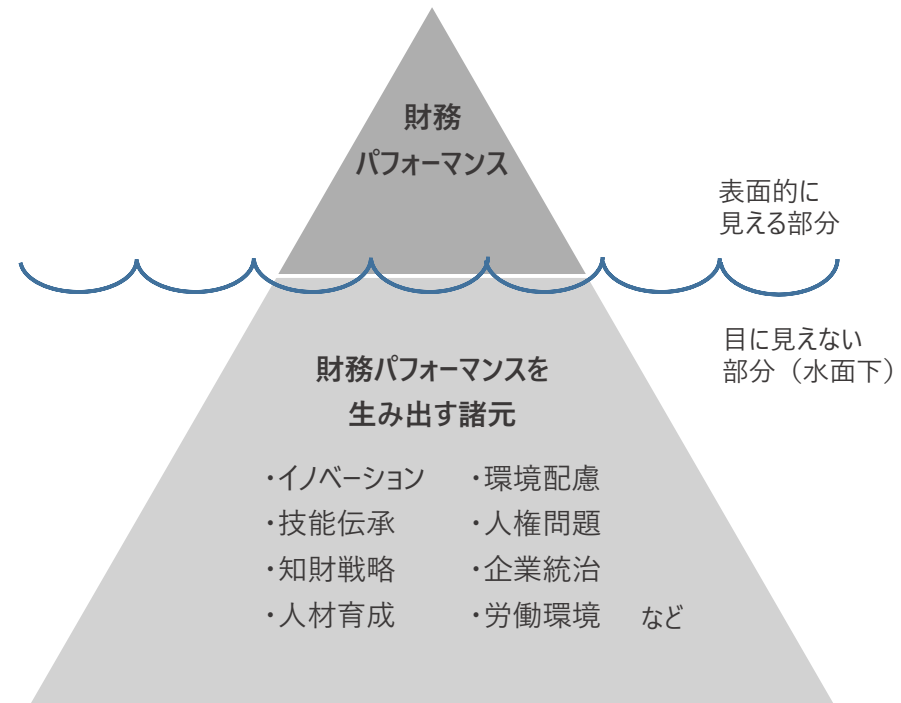 財務
パフォーマンス
表面的に
見える部分
目に見えない
部分（水面下）
財務パフォーマンスを
生み出す諸元
・イノベーション ・環境配慮
・技能伝承 ・人権問題
・知財戦略 ・企業統治
・人材育成 ・労働環境 など